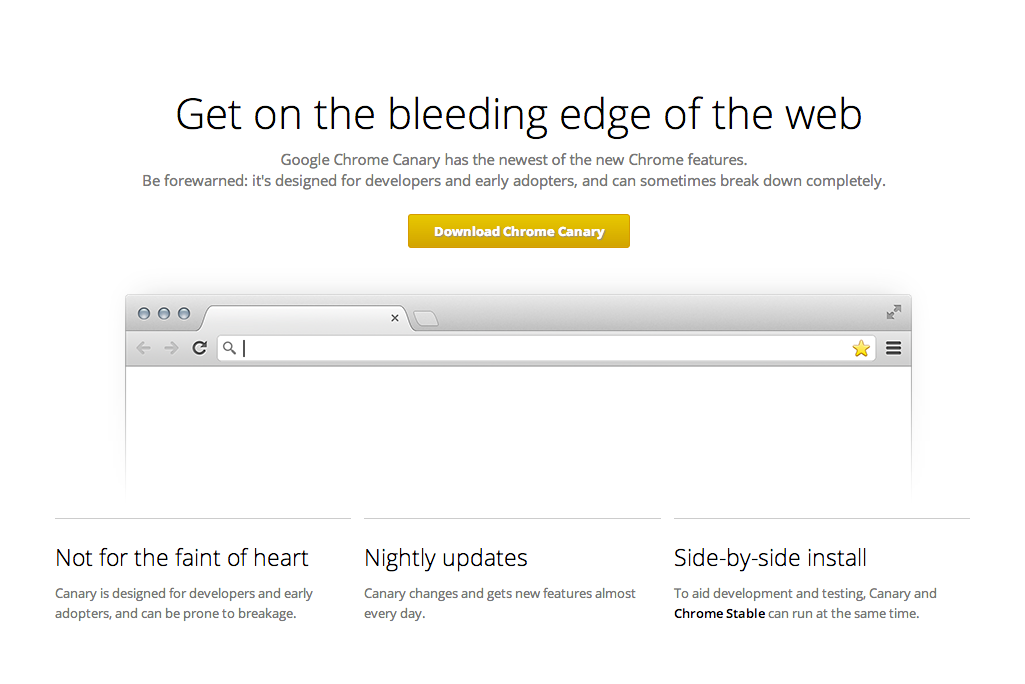 Get on the bleeding edge of the web
Google Chrome Canary has the newest of the new Chrome features.
Be forewarned: it's designed for developers and early adopters, and can sometimes break down completely.
Download Chrome Canary
Not for the faint of heart
Canary is designed for developers and early
adopters, and can be prone to breakage.
Nightly updates
Canary changes and gets new features almost
every day.
Side-by-side install
To aid development and testing, Canary and
Chrome Stable can run at the same time.